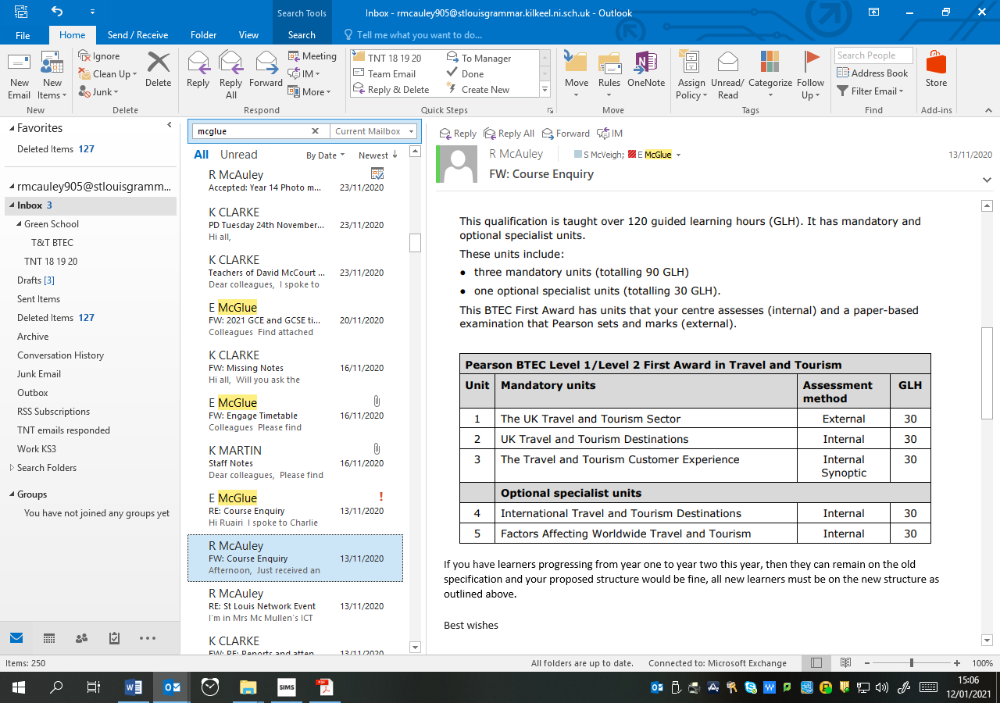 Search Tools
Inbox - rmcauley905@stlouisgrammar.kilkeel.ni.sch.uk - Outlook
File Home Send / Receive Folder View Search Tell me what you want to do...
New Email
New Items
New
Ignore
Clean Up
Junk
Delete
Delete
Reply
Reply All
Forward
Meeting
IM
More
Respond
TNT 18 19 20
Team Email
Reply & Delete
To Manager
Done
Create New
Quick Steps
Move
Rules
OneNote
Move
Assign Policy
Unread/ Read
Categorize
Follow Up
Tags
Search People
Address Book
Filter Email
Find
Store
Add-ins
Favorites
Deleted Items 127
rmcauley905@stlouisgramm...
Inbox 3
Green School
T&T BTEC
TNT 18 19 20
Drafts [3]
Sent Items
Deleted Items 127
Archive
Conversation History
Junk Email
Outbox
RSS Subscriptions
TNT emails responded
Work KS3
Search Folders
Groups
You have not joined any groups yet
mcglue Current Mailbox
All Unread By Date Newest
R McAuley
Accepted: Year 14 Photo m... 23/11/2020
K CLARKE
PD Tuesday 24th November... 23/11/2020
Hi all,
K CLARKE
Teachers of David McCourt ... 23/11/2020
Dear colleagues, I spoke to
E McGlue
FW: 2021 GCE and GCSE ti... 20/11/2020
Colleagues Find attached
K CLARKE
FW: Missing Notes 16/11/2020
Hi all, Will you ask the
E McGlue
FW: Engage Timetable 16/11/2020
Colleagues Please find
K MARTIN
Staff Notes 16/11/2020
Dear colleagues, Please find
E McGlue
RE: Course Enquiry 13/11/2020
Hi Ruairi I spoke to Charlie
R McAuley
FW: Course Enquiry 13/11/2020
Afternoon, Just received an
R McAuley
RE: St Louis Network Event 13/11/2020
I'm in Mrs Mc Mullen's ICT
K CLARKE
FW: RE: Reports and atten 13/11/2020
Reply Reply All Forward IM
R McAuley S McVeigh; E McGlue 13/11/2020
FW: Course Enquiry
This qualification is taught over 120 guided learning hours (GLH). It has mandatory and
optional specialist units.
These units include:
● three mandatory units (totalling 90 GLH)
● one optional specialist units (totalling 30 GLH).
This BTEC First Award has units that your centre assesses (internal) and a paper-based
examination that Pearson sets and marks (external).
Pearson BTEC Level 1/Level 2 First Award in Travel and Tourism
Unit Mandatory units Assessment method GLH
1 The UK Travel and Tourism Sector External 30
2 UK Travel and Tourism Destinations Internal 30
3 The Travel and Tourism Customer Experience Internal Synoptic 30
Optional specialist units
4 International Travel and Tourism Destinations Internal 30
5 Factors Affecting Worldwide Travel and Tourism Internal 30
If you have learners progressing from year one to year two this year, then they can remain on the old
specification and your proposed structure would be fine, all new learners must be on the new structure as
outlined above.
Best wishes
Items: 250 All folders are up to date. Connected to: Microsoft Exchange 100%
SIMS
15:06
12/01/2021